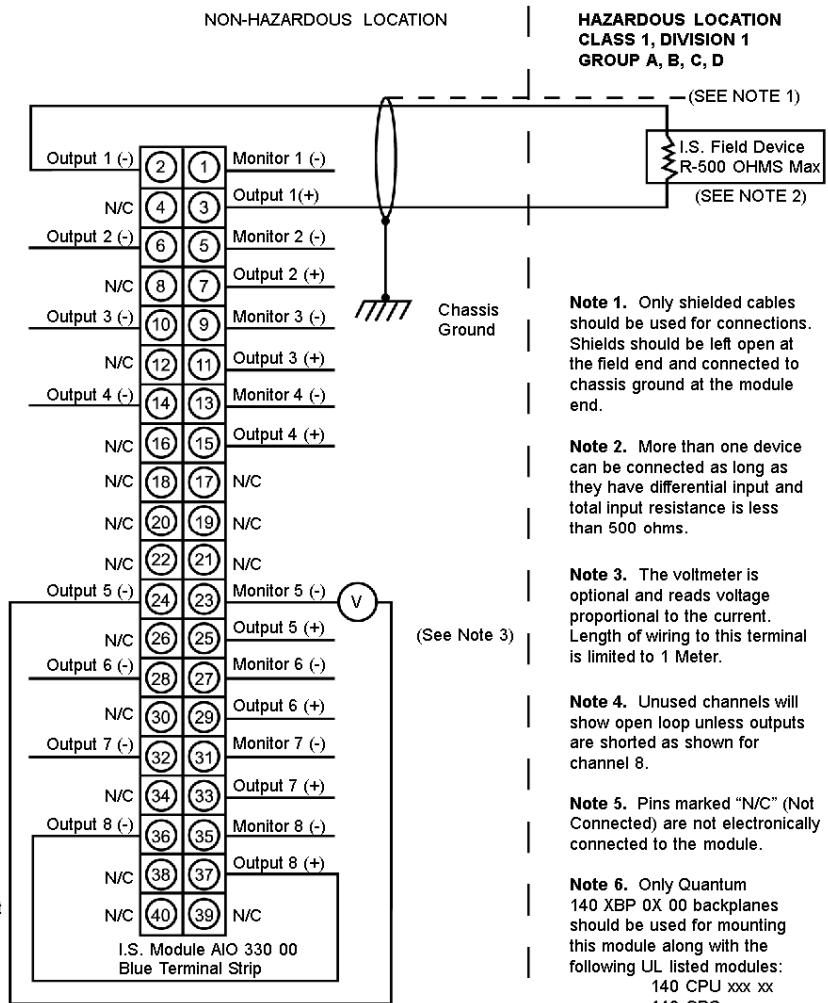 NON-HAZARDOUS LOCATION
HAZARDOUS LOCATION
CLASS 1, DIVISION 1
GROUP A, B, C, D
(SEE NOTE 1)
I.S. Field Device
R-500 OHMS Max
(SEE NOTE 2)
Output 1 (-) 2 1 Monitor 1 (-)
N/C 4 3 Output 1(+)
Output 2 (-) 6 5 Monitor 2 (-)
N/C 8 7 Output 2 (+)
Output 3 (-) 10 9 Monitor 3 (-)
N/C 12 11 Output 3 (+)
Output 4 (-) 14 13 Monitor 4 (-)
N/C 16 15 Output 4 (+)
N/C 18 17 N/C
N/C 20 19 N/C
N/C 22 21 N/C
Output 5 (-) 24 23 Monitor 5 (-) V
N/C 26 25 Output 5 (+)
Output 6 (-) 28 27 Monitor 6 (-)
N/C 30 29 Output 6 (+)
Output 7 (-) 32 31 Monitor 7 (-)
N/C 34 33 Output 7 (+)
Output 8 (-) 36 35 Monitor 8 (-)
N/C 38 37 Output 8 (+)
N/C 40 39 N/C
I.S. Module AIO 330 00
Blue Terminal Strip
Chassis
Ground
(See Note 3)
Note 1. Only shielded cables
should be used for connections.
Shields should be left open at
the field end and connected to
chassis ground at the module
end.
Note 2. More than one device
can be connected as long as
they have differential input and
total input resistance is less
than 500 ohms.
Note 3. The voltmeter is
optional and reads voltage
proportional to the current.
Length of wiring to this terminal
is limited to 1 Meter.
Note 4. Unused channels will
show open loop unless outputs
are shorted as shown for
channel 8.
Note 5. Pins marked “N/C” (Not
Connected) are not electronically
connected to the module.
Note 6. Only Quantum
140 XBP 0X 00 backplanes
should be used for mounting
this module along with the
following UL listed modules:
140 CPU xxx xx